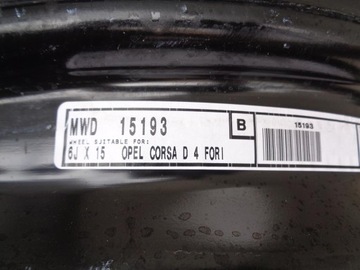 MWD 15193 B
WHEEL SUITABLE FOR:
6J X 15 OPEL CORSA D 4 FORI
15193